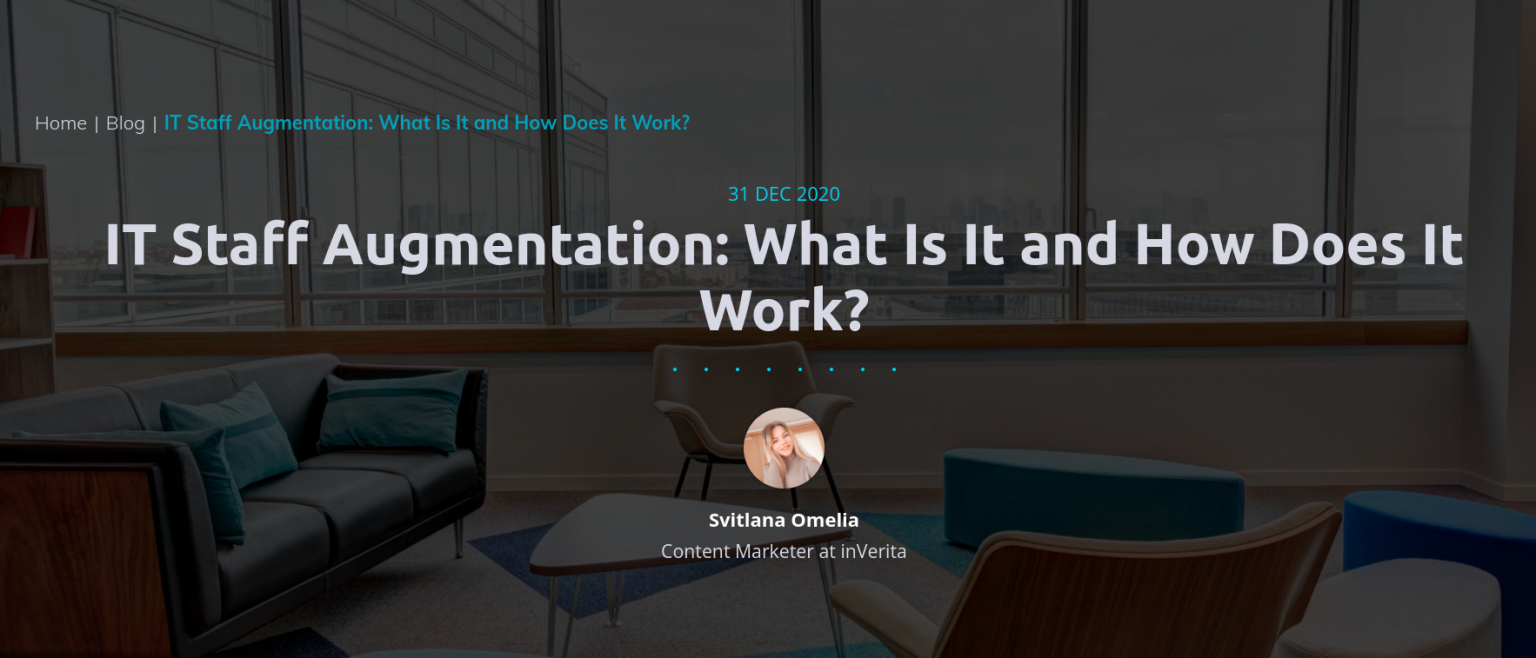 Home | Blog | IT Staff Augmentation: What Is It and How Does It Work?
31 DEC 2020
IT Staff Augmentation: What Is It and How Does It
Work?
Svitlana Omelia
Content Marketer at inVerita